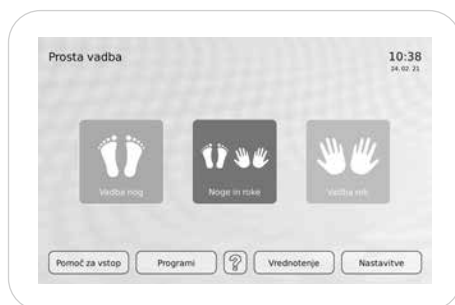 Prosta vadba
10:38
24. 02. 21
Vadba nog
Noge in roke
Vadba rok
Pomoč za vstop
Programi
?
Vrednotenje
Nastavitve